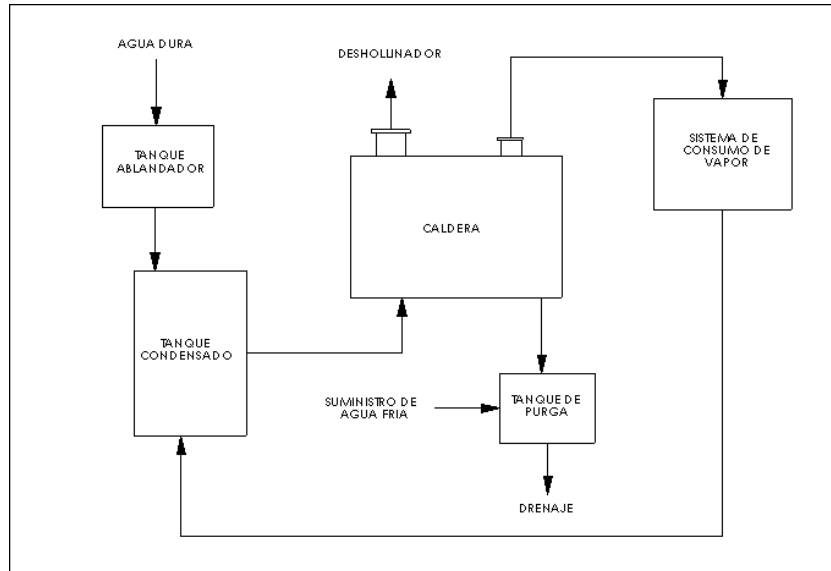 AGUA DURA
DESHOLLINADOR
TANQUE
ABLANDADOR
SISTEMA DE
CONSUMO DE
VAPOR
CALDERA
TANQUE
CONDENSADO
SUMINISTRO DE
AGUA FRIA
TANQUE DE
PURGA
DRENAJE